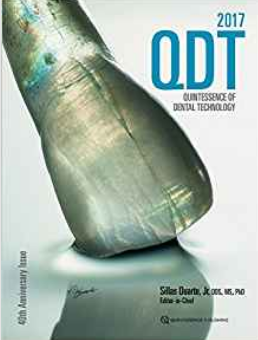 2017
QDT
QUINTESSENCE OF
DENTAL TECHNOLOGY
40th Anniversary Issue
Sillas Duarte, Jr, DDS, MS, PhD
Editor-in-Chief
QUINTESSENCE PUBLISHING